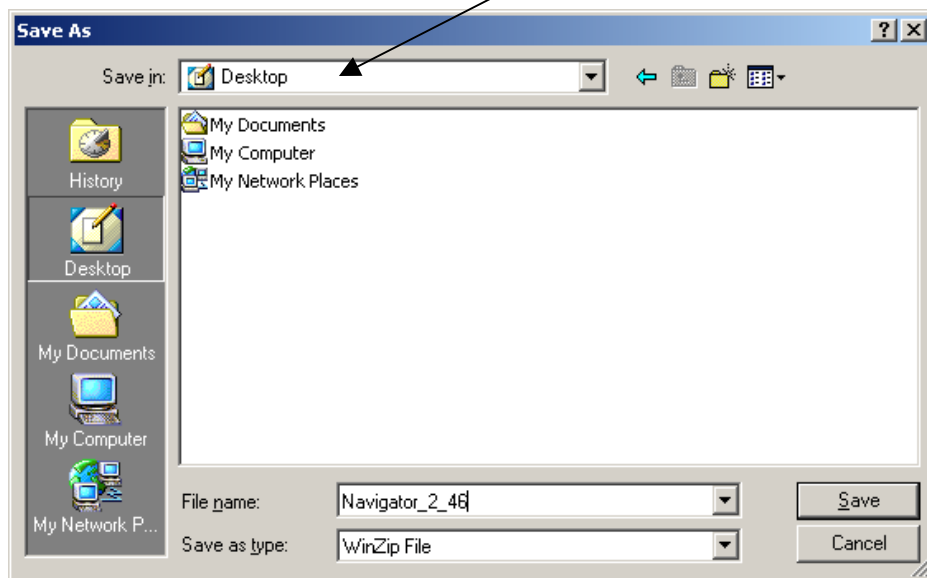 Save As
Save in: Desktop
History
Desktop
My Documents
My Computer
My Network P...
My Documents
My Computer
My Network Places
File name: Navigator_2_46 Save
Save as type: WinZip File Cancel